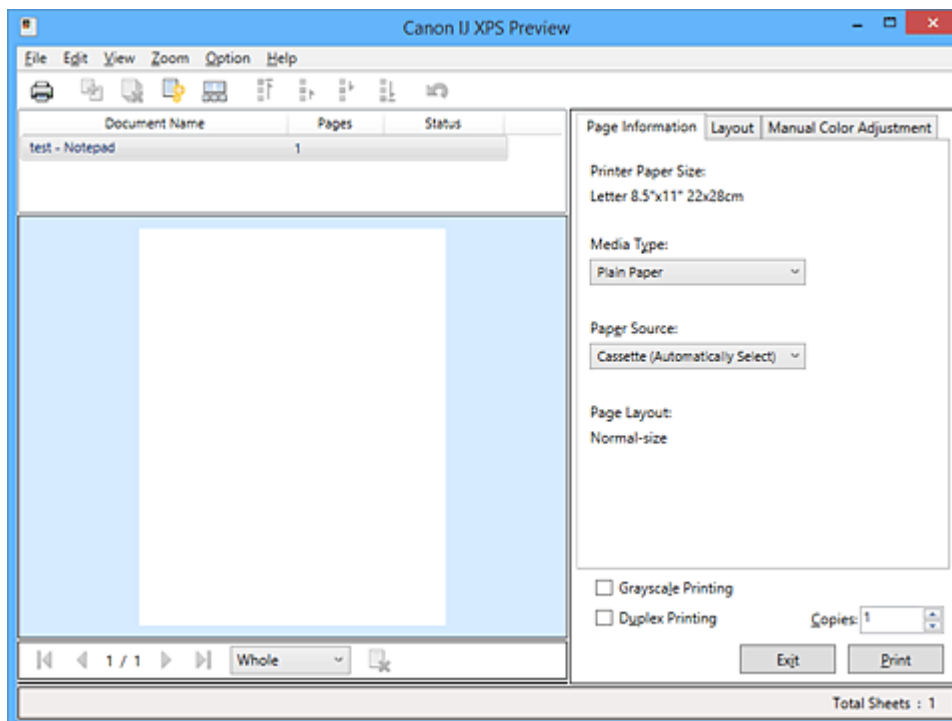 Canon IJ XPS Preview
File Edit View Zoom Option Help
Document Name Pages Status
test - Notepad 1
Page Information Layout Manual Color Adjustment
Printer Paper Size:
Letter 8.5"x11" 22x28cm
Media Type:
Plain Paper
Paper Source:
Cassette (Automatically Select)
Page Layout:
Normal-size
Grayscale Printing
Duplex Printing Copies: 1
1 / 1 Whole Exit Print
Total Sheets : 1